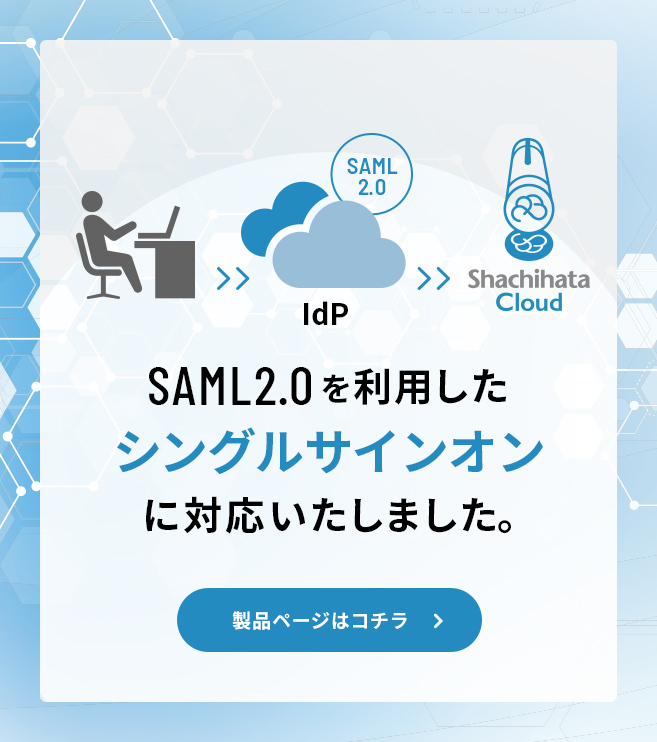 SAML
2.0
IdP
Shachihata
Cloud
SAML2.0を利用した
シングルサインオン
に対応いたしました。
製品ページはコチラ